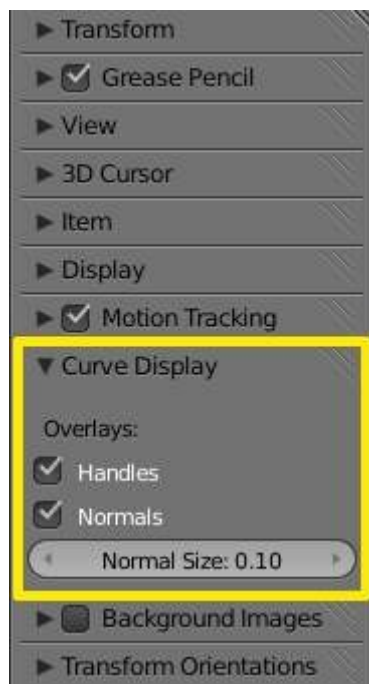 Transform
Grease Pencil
View
3D Cursor
Item
Display
Motion Tracking
Curve Display
Overlays:
Handles
Normals
Normal Size: 0.10
Background Images
Transform Orientations